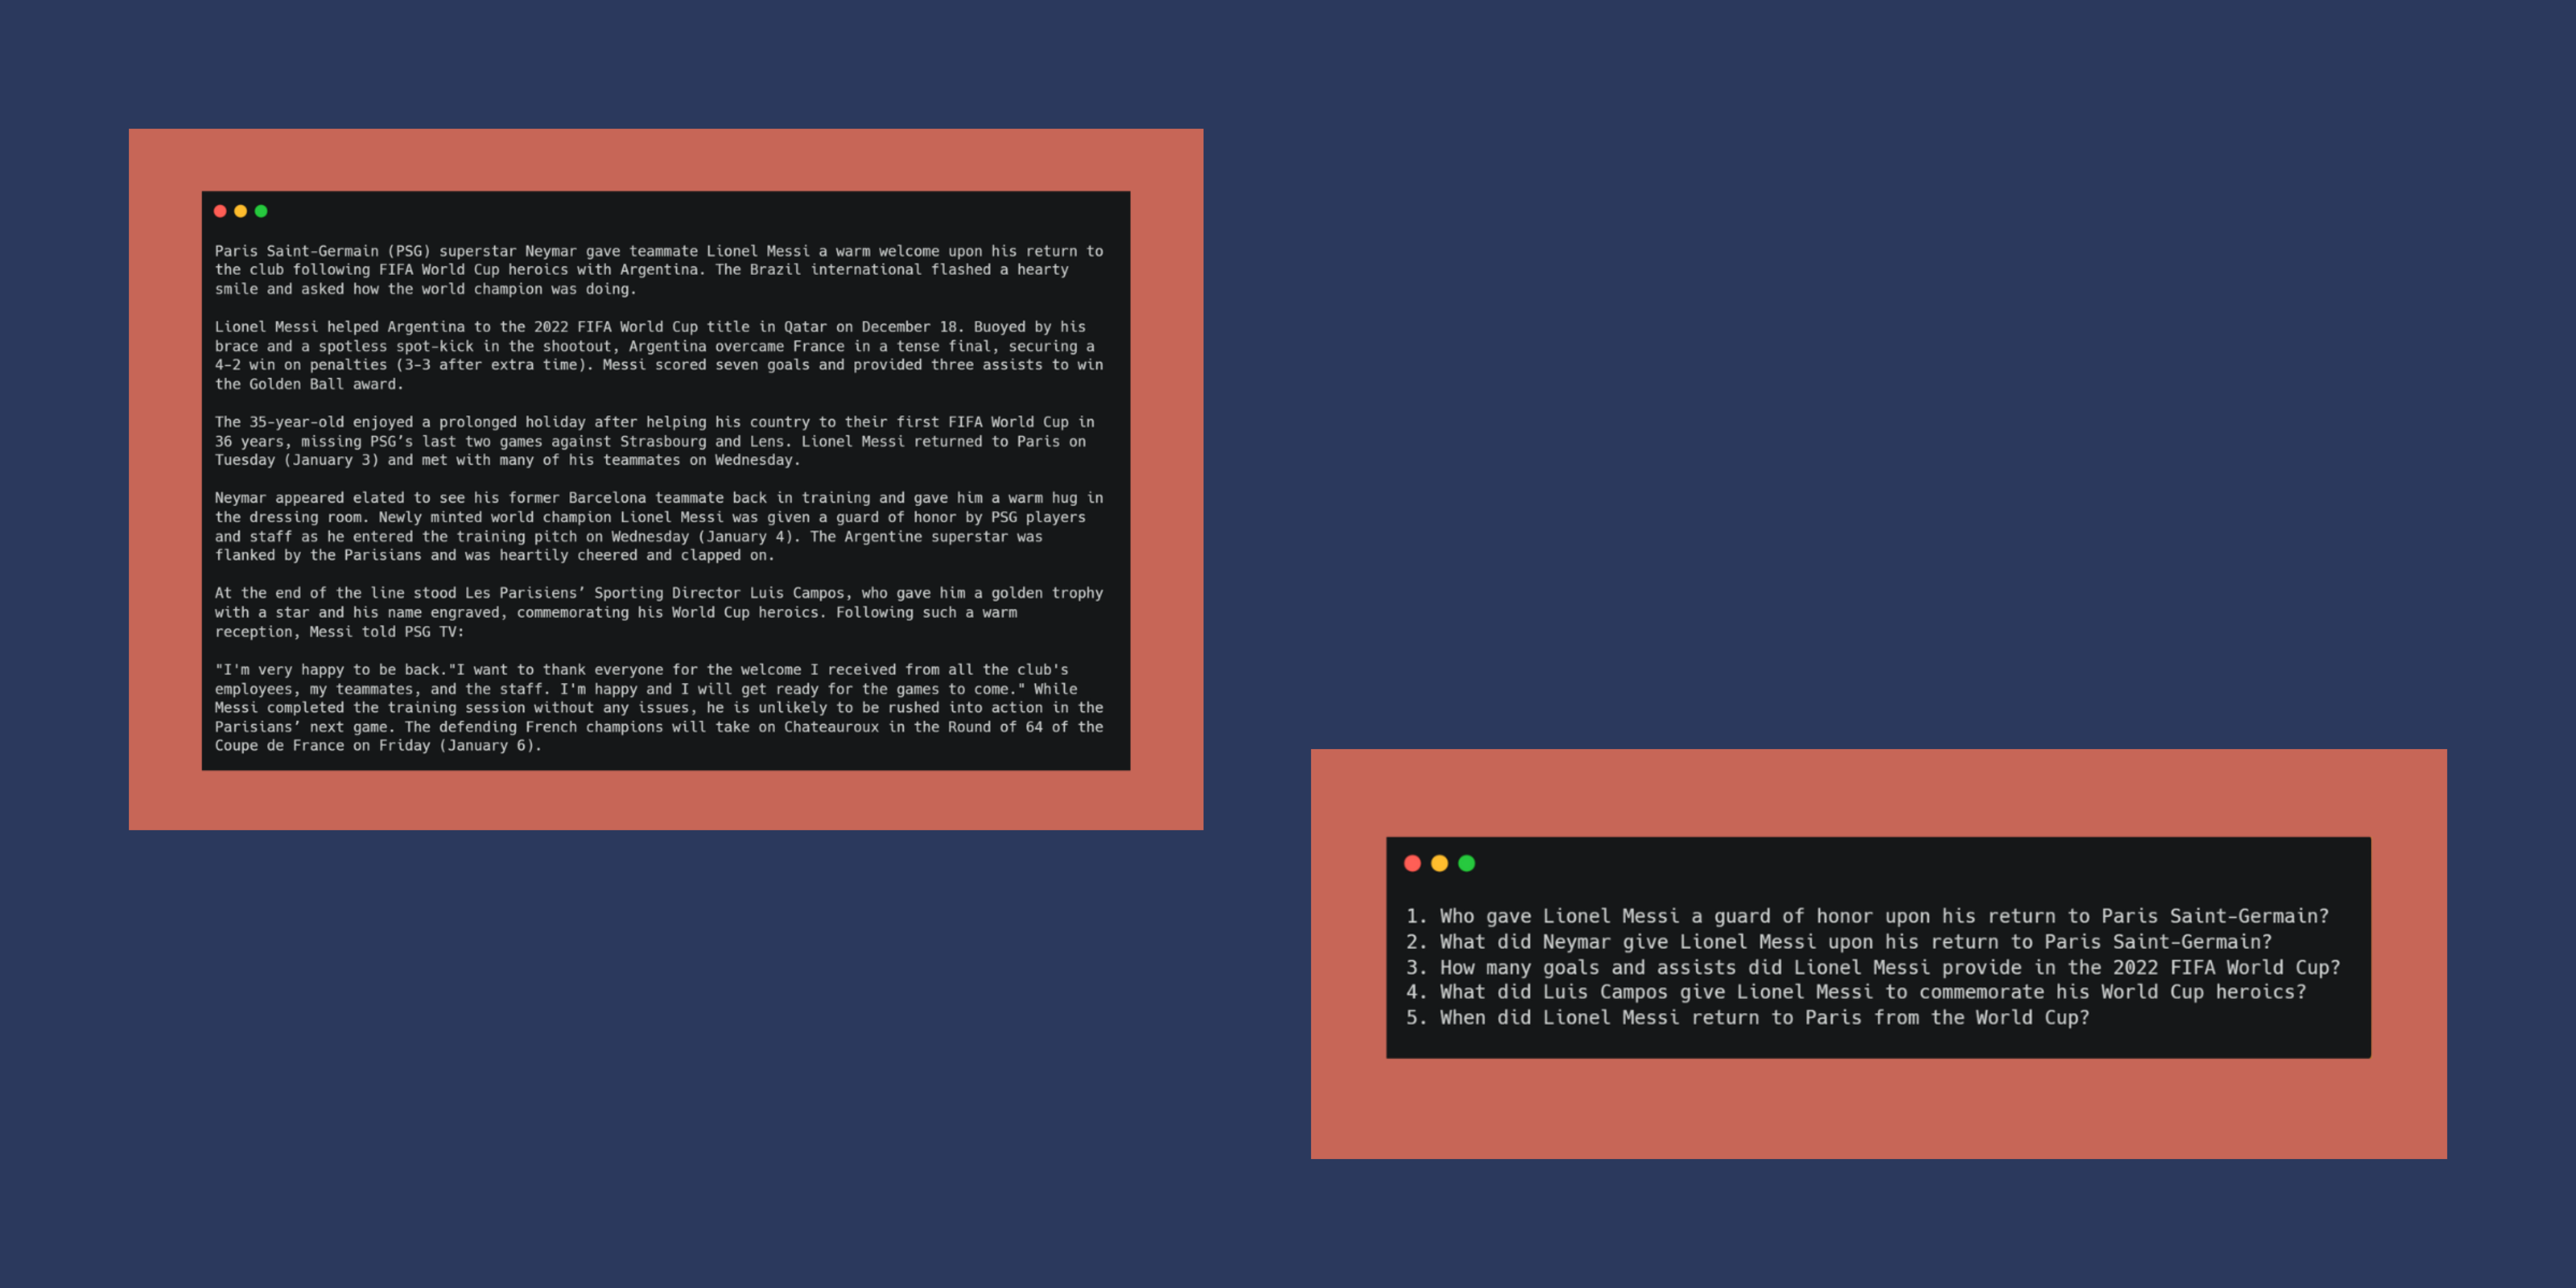 Paris Saint-Germain (PSG) superstar Neymar gave teammate Lionel Messi a warm welcome upon his return to
the club following FIFA World Cup heroics with Argentina. The Brazil international flashed a hearty
smile and asked how the world champion was doing.
Lionel Messi helped Argentina to the 2022 FIFA World Cup title in Qatar on December 18. Buoyed by his
brace and a spotless spot-kick in the shootout, Argentina overcame France in a tense final, securing a
4-2 win on penalties (3-3 after extra time). Messi scored seven goals and provided three assists to win
the Golden Ball award.
The 35-year-old enjoyed a prolonged holiday after helping his country to their first FIFA World Cup in
36 years, missing PSG’s last two games against Strasbourg and Lens. Lionel Messi returned to Paris on
Tuesday (January 3) and met with many of his teammates on Wednesday.
Neymar appeared elated to see his former Barcelona teammate back in training and gave him a warm hug in
the dressing room. Newly minted world champion Lionel Messi was given a guard of honor by PSG players
and staff as he entered the training pitch on Wednesday (January 4). The Argentine superstar was
flanked by the Parisians and was heartily cheered and clapped on.
At the end of the line stood Les Parisiens’ Sporting Director Luis Campos, who gave him a golden trophy
with a star and his name engraved, commemorating his World Cup heroics. Following such a warm
reception, Messi told PSG TV:
"I'm very happy to be back."I want to thank everyone for the welcome I received from all the club's
employees, my teammates, and the staff. I'm happy and I will get ready for the games to come." While
Messi completed the training session without any issues, he is unlikely to be rushed into action in the
Parisians’ next game. The defending French champions will take on Chateauroux in the Round of 64 of the
Coupe de France on Friday (January 6).
1. Who gave Lionel Messi a guard of honor upon his return to Paris Saint-Germain?
2. What did Neymar give Lionel Messi upon his return to Paris Saint-Germain?
3. How many goals and assists did Lionel Messi provide in the 2022 FIFA World Cup?
4. What did Luis Campos give Lionel Messi to commemorate his World Cup heroics?
5. When did Lionel Messi return to Paris from the World Cup?